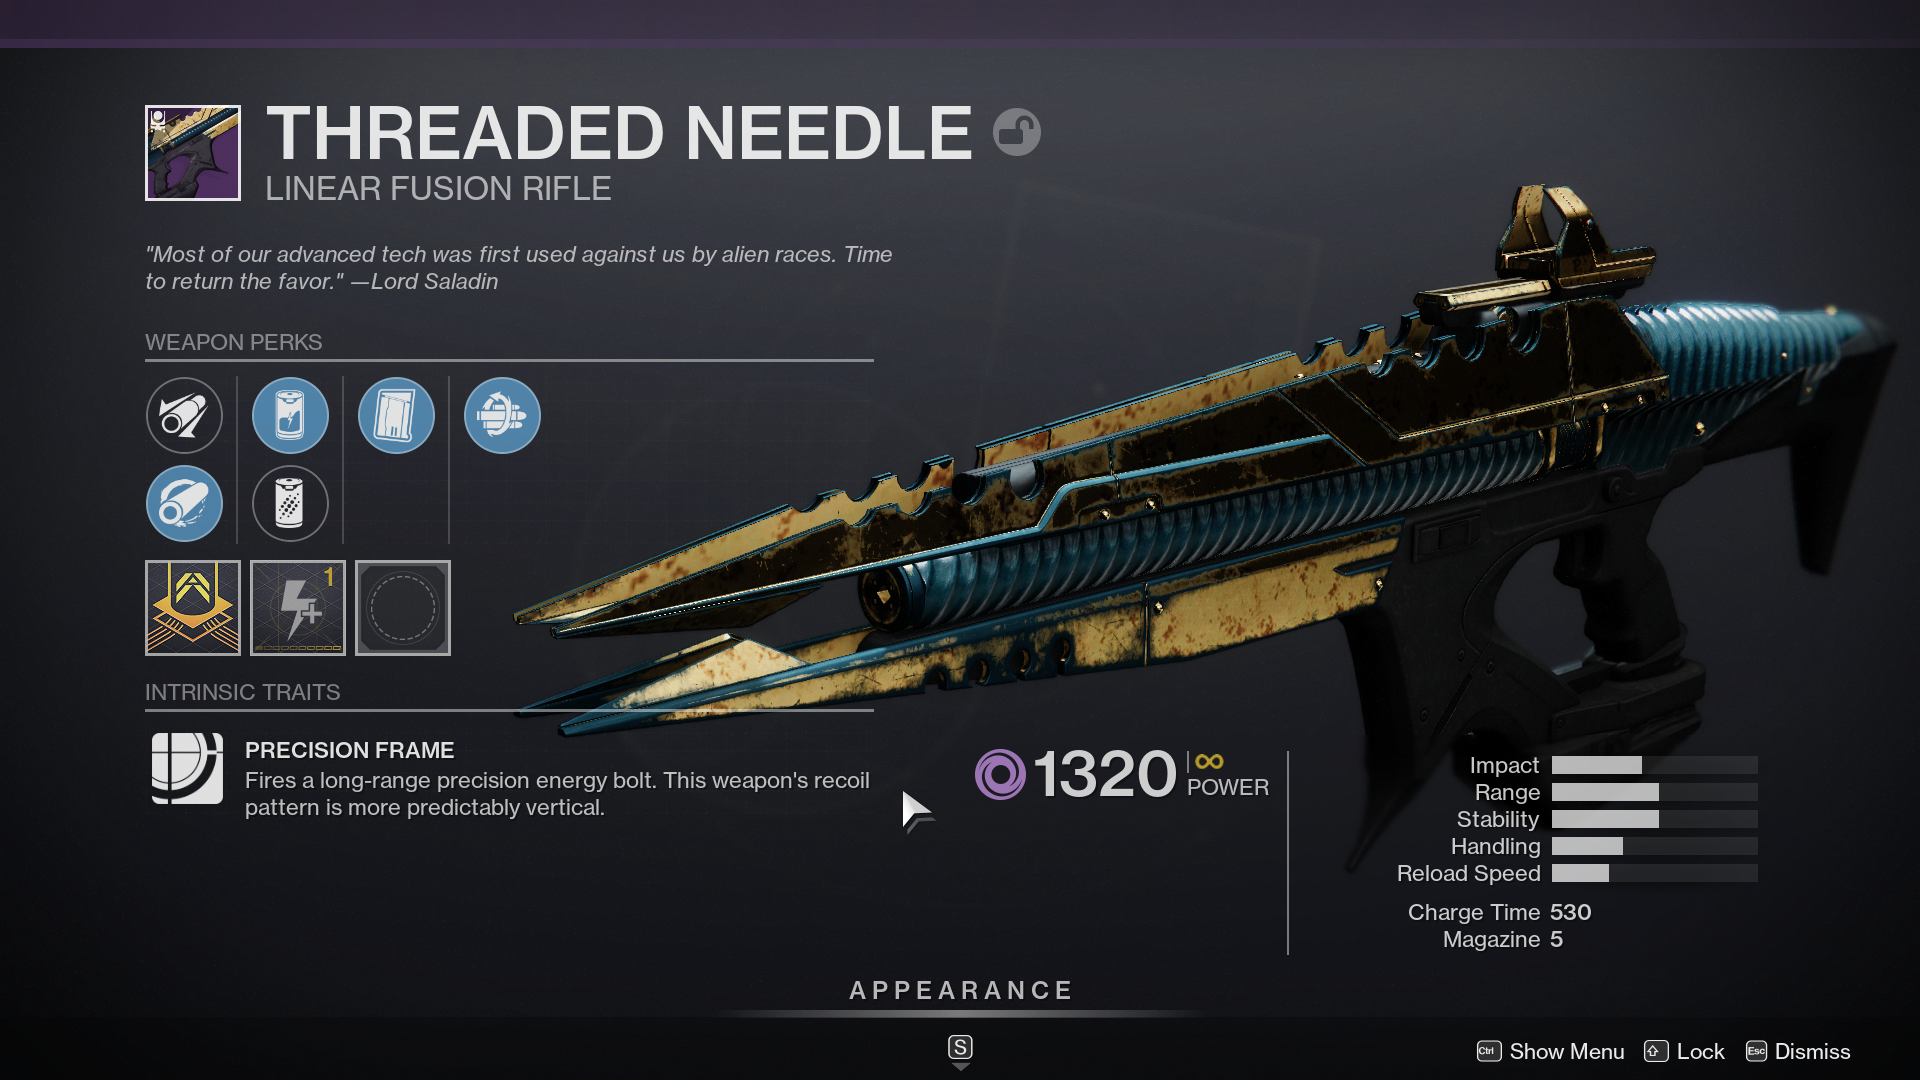 THREADED NEEDLE
LINEAR FUSION RIFLE
"Most of our advanced tech was first used against us by alien races. Time
to return the favor." —Lord Saladin
WEAPON PERKS
1
INTRINSIC TRAITS
PRECISION FRAME
Fires a long-range precision energy bolt. This weapon's recoil
pattern is more predictably vertical.
1320
∞
POWER
Impact
Range
Stability
Handling
Reload Speed
Charge Time 530
Magazine 5
APPEARANCE
S
Ctrl Show Menu
Lock
Esc Dismiss